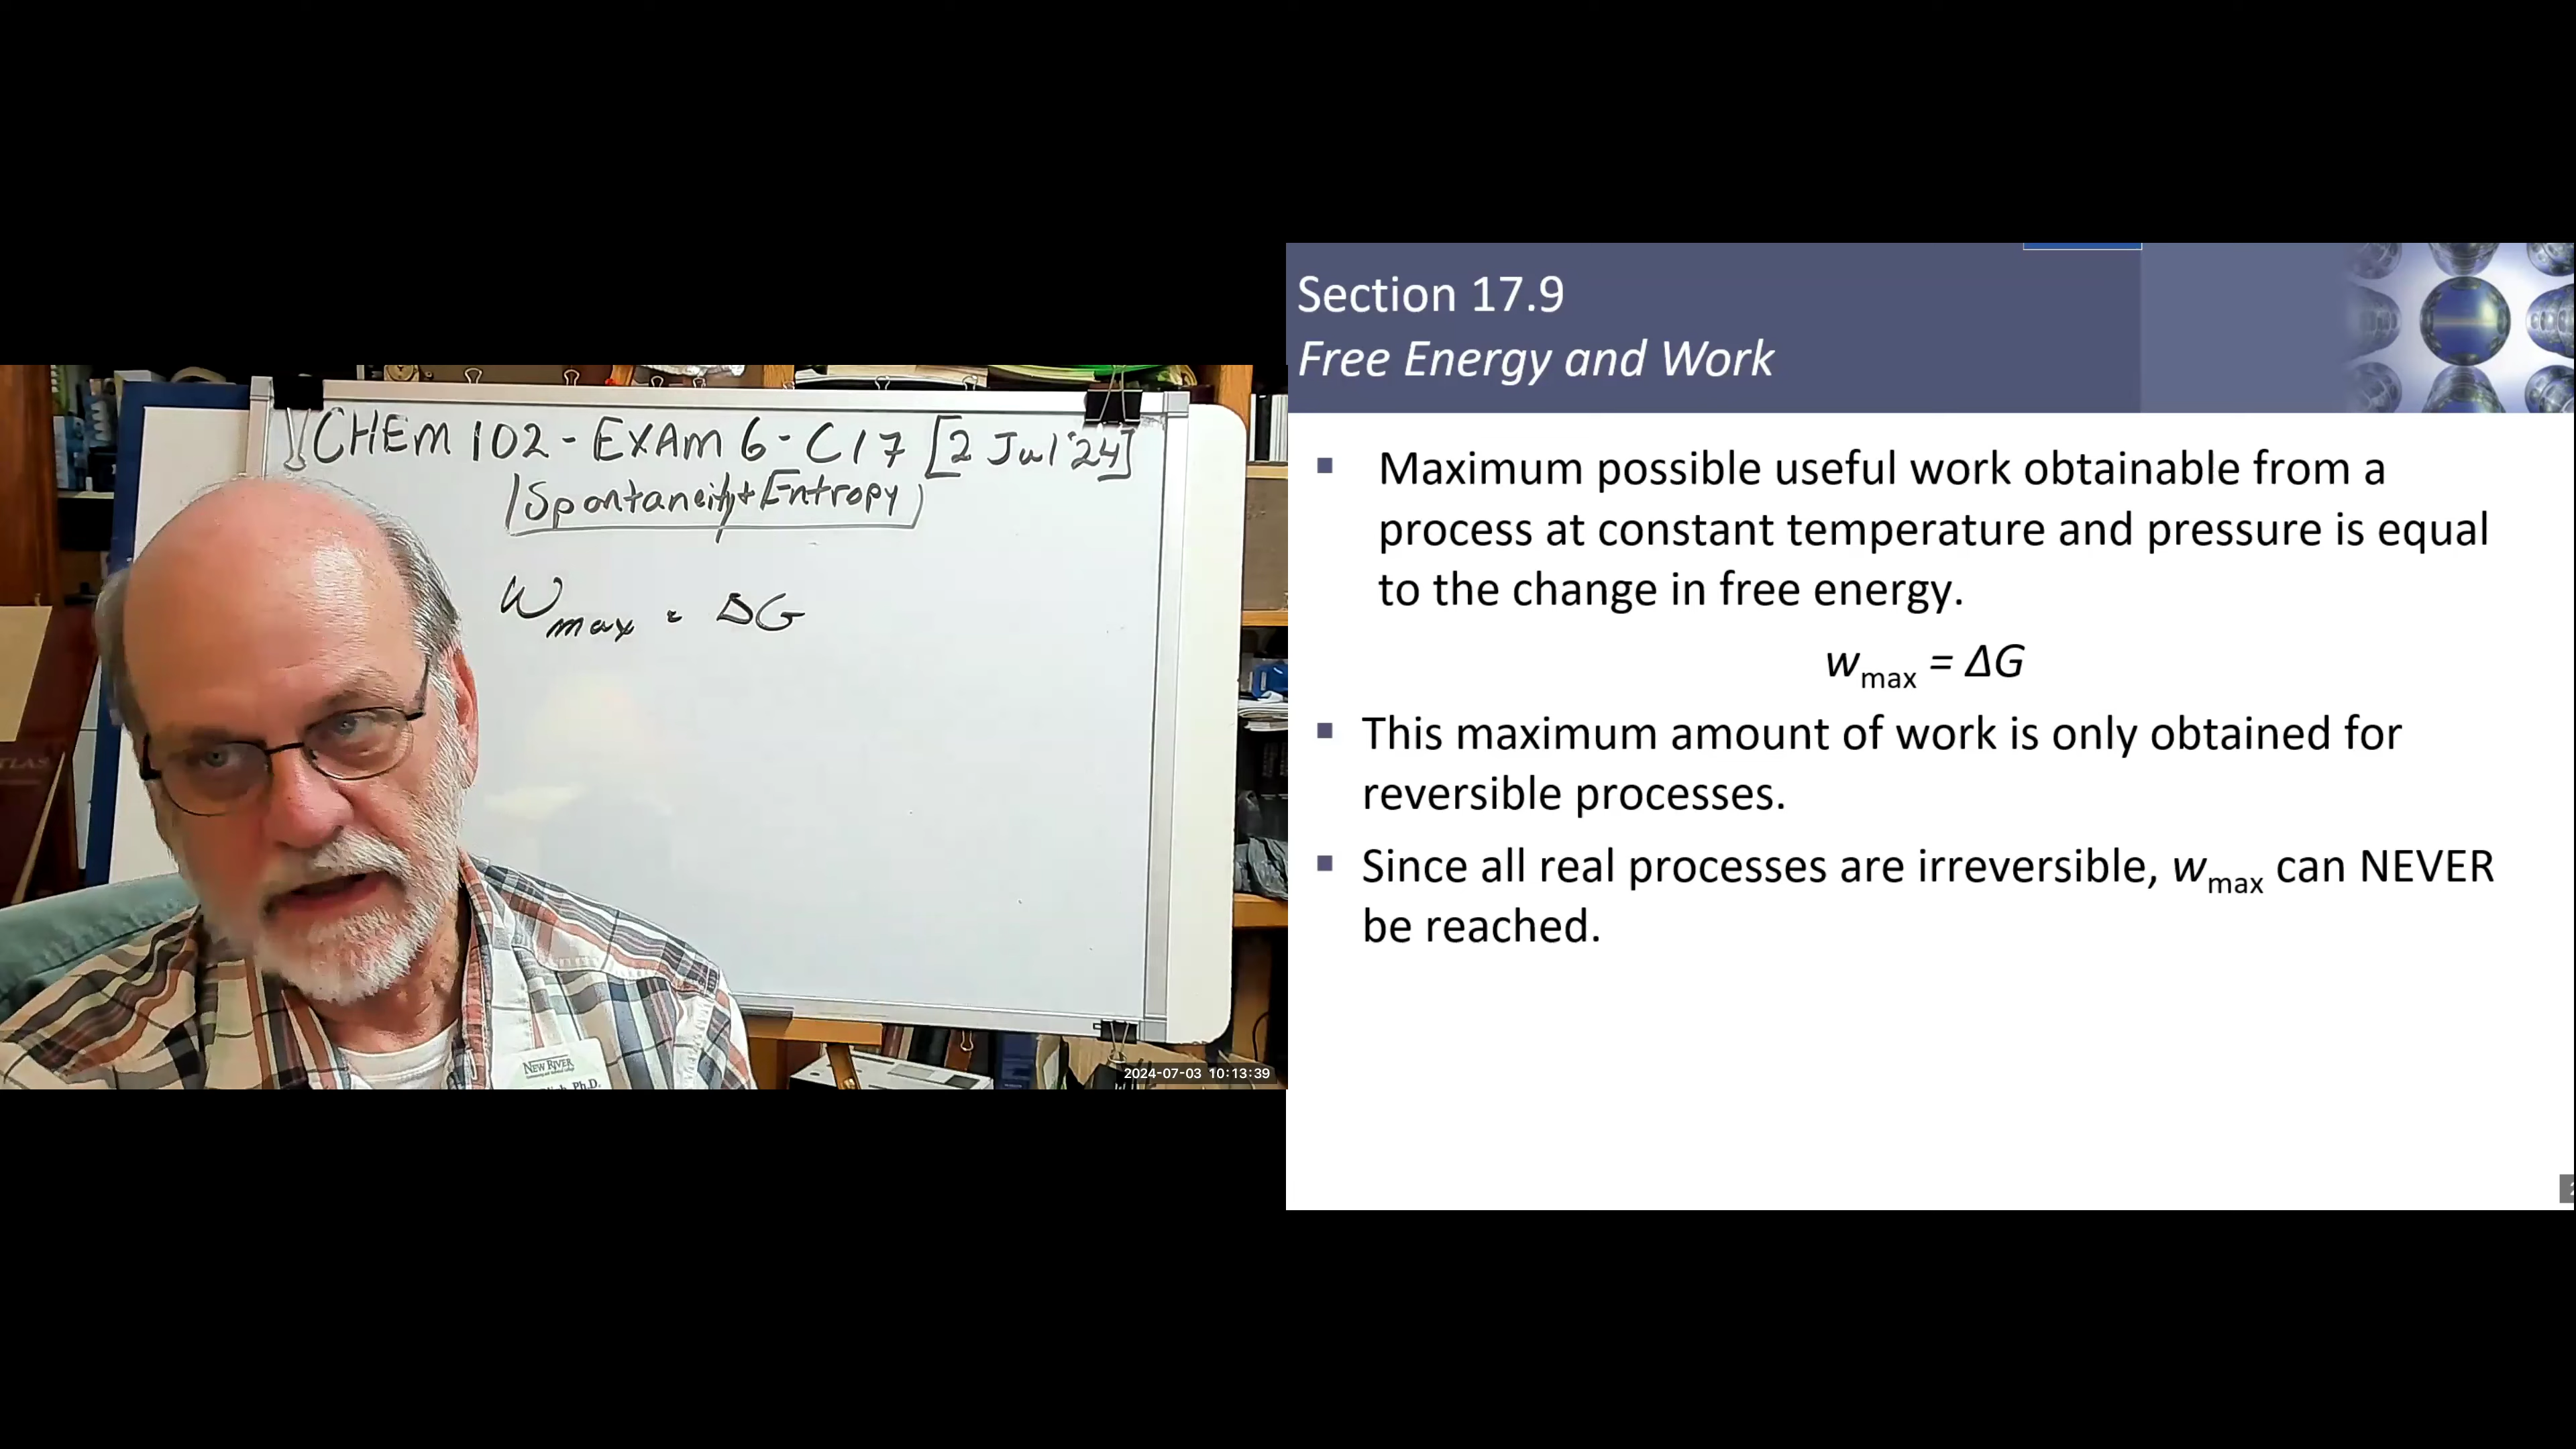 CHEM 102 - EXAM 6 - C17 [2 Jul '24]
Spontaneity + Entropy
Wmax = ΔG
NEW RIVER
Ph.D.
2024-07-03 10:13:39
Section 17.9
Free Energy and Work
▪ Maximum possible useful work obtainable from a
process at constant temperature and pressure is equal
to the change in free energy.
wmax = ΔG
▪ This maximum amount of work is only obtained for
reversible processes.
▪ Since all real processes are irreversible, wmax can NEVER
be reached.